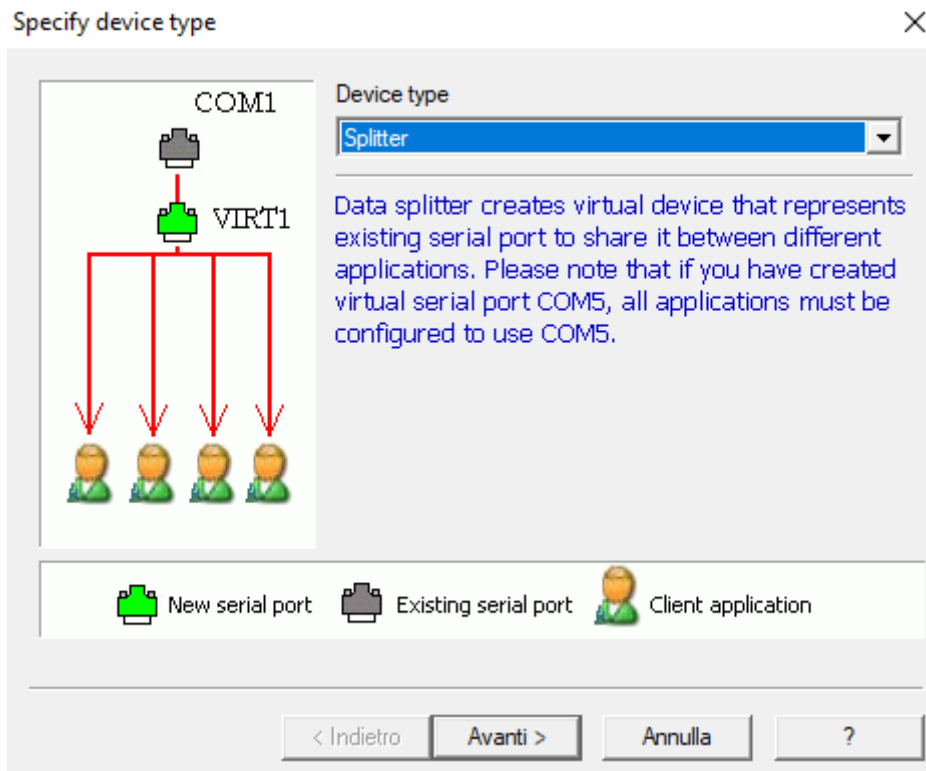 Specify device type
COM1
VIRT1
Device type
Splitter
Data splitter creates virtual device that represents
existing serial port to share it between different
applications. Please note that if you have created
virtual serial port COM5, all applications must be
configured to use COM5.
New serial port
Existing serial port
Client application
< Indietro
Avanti >
Annulla
?